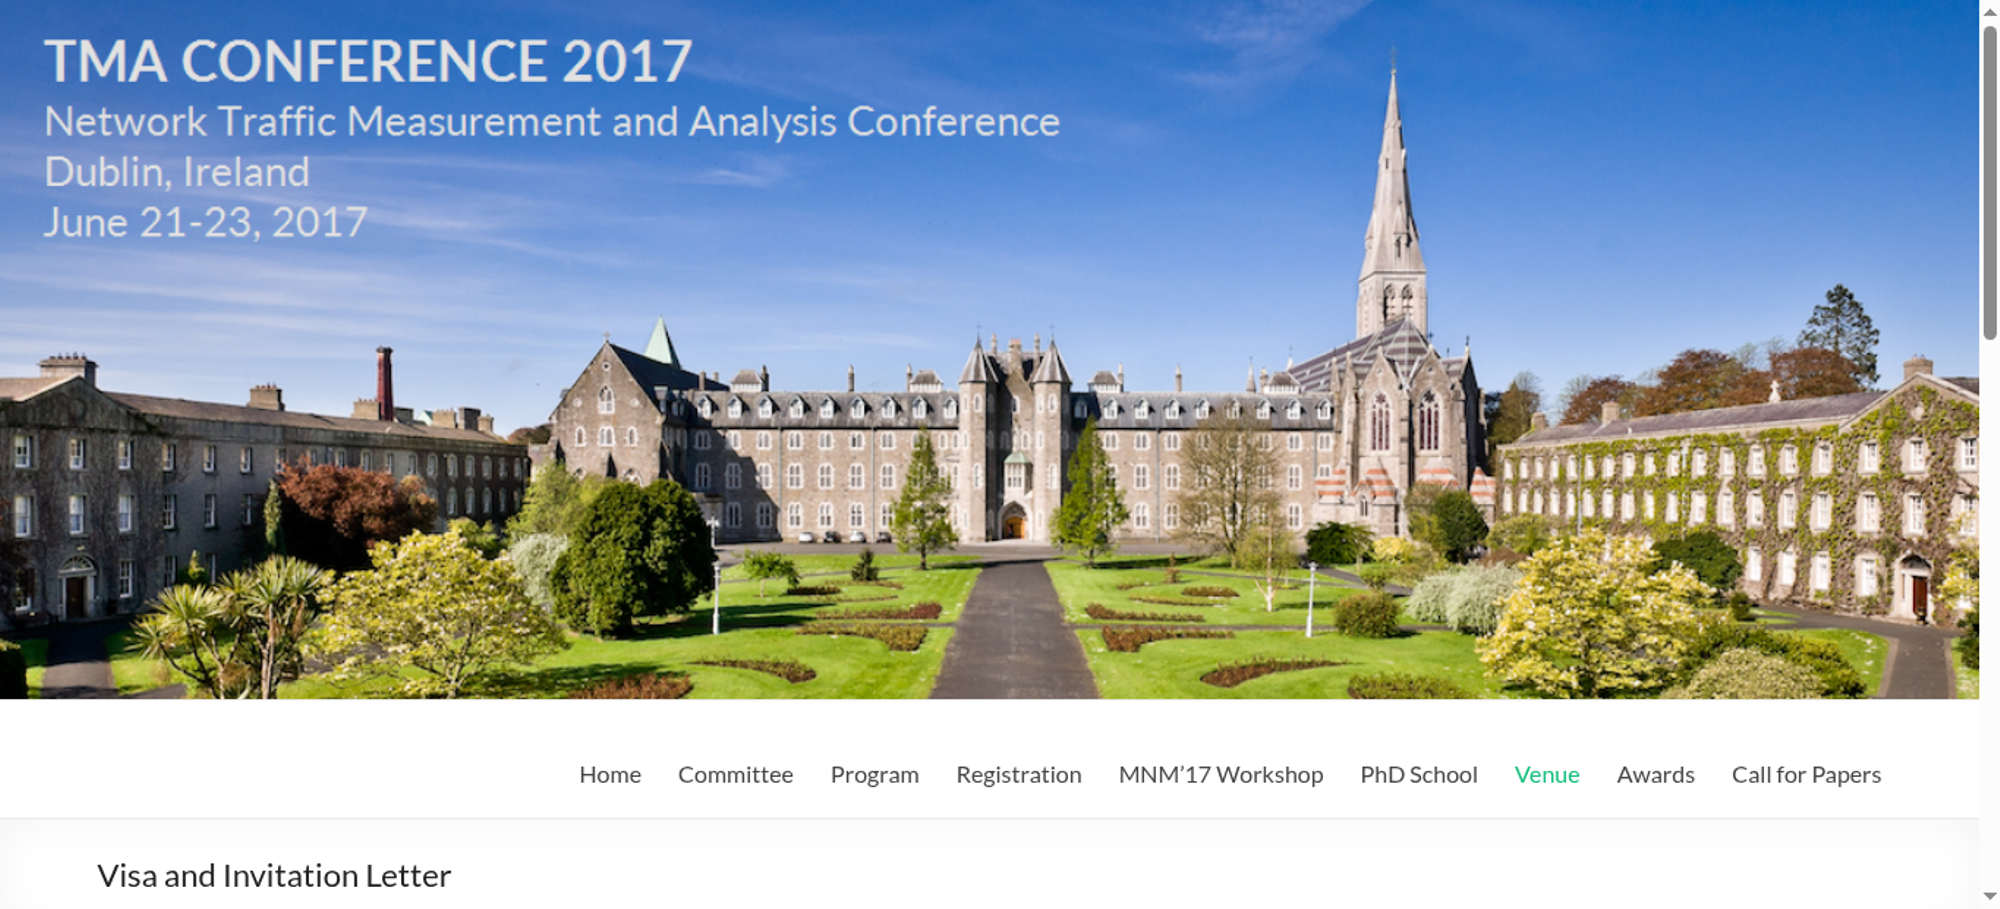 TMA CONFERENCE 2017
Network Traffic Measurement and Analysis Conference
Dublin, Ireland
June 21-23, 2017
Home Committee Program Registration MNM’17 Workshop PhD School Venue Awards Call for Papers
Visa and Invitation Letter